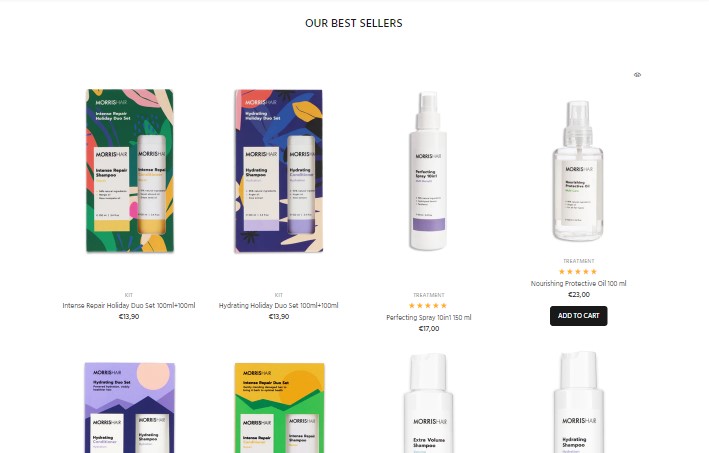 OUR BEST SELLERS
MORRISHAIR
Intense Repair
Holiday Duo Set
MORRISHAIR
Intense Repair
Shampoo
MORRISHAIR
Intense Repair
Conditioner
MORRISHAIR
Hydrating
Holiday Duo Set
MORRISHAIR
Hydrating
Shampoo
MORRISHAIR
Hydrating
Conditioner
MORRISHAIR
Perfecting
Spray 10in1
MORRISHAIR
Nourishing
Protective Oil
KIT
Intense Repair Holiday Duo Set 100ml+100ml
€13,90
KIT
Hydrating Holiday Duo Set 100ml+100ml
€13,90
TREATMENT
Perfecting Spray 10in1 150 ml
€17,00
TREATMENT
Nourishing Protective Oil 100 ml
€23,00
ADD TO CART
MORRISHAIR
Hydrating Duo Set
MORRISHAIR
Hydrating
Conditioner
MORRISHAIR
Hydrating
Shampoo
MORRISHAIR
Intense Repair Duo Set
MORRISHAIR
Intense Repair
Conditioner
MORRISHAIR
Intense Repair
Shampoo
MORRISHAIR
Extra Volume
Shampoo
MORRISHAIR
Hydrating
Shampoo